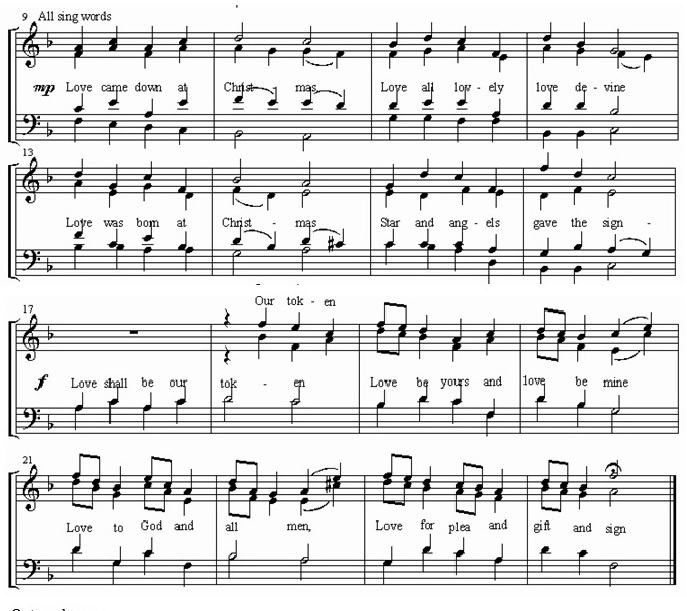 9 All sing words
mp Love came down at Christ - mas, Love all lov - ely love de - vine
13
Love was born at Christ - mas Star and ang - els gave the sign -
17
Our tok - en
f Love shall be our tok - en Love be yours and love be mine
21
Love to God and all men, Love for plea and gift and sign